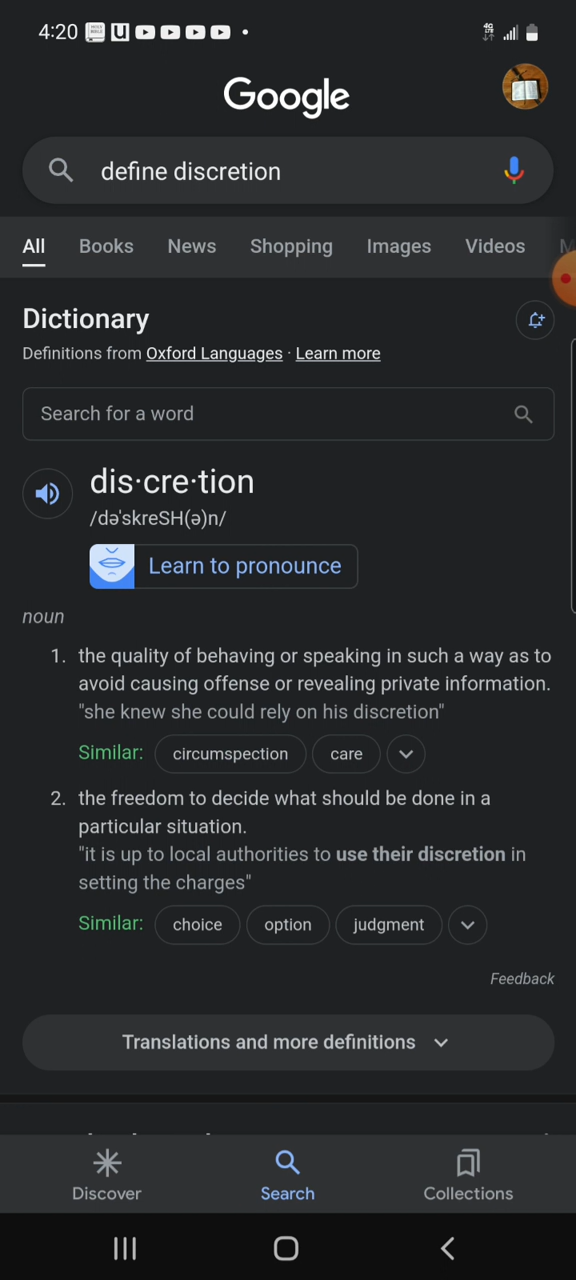 4:20
HOLY BIBLE
4G
LTE
Google
define discretion
All Books News Shopping Images Videos M
Dictionary
Definitions from Oxford Languages · Learn more
Search for a word
dis·cre·tion
/dəˈskreSH(ə)n/
Learn to pronounce
noun
1. the quality of behaving or speaking in such a way as to
avoid causing offense or revealing private information.
"she knew she could rely on his discretion"
Similar: circumspection care
2. the freedom to decide what should be done in a
particular situation.
"it is up to local authorities to use their discretion in
setting the charges"
Similar: choice option judgment
Feedback
Translations and more definitions
Discover Search Collections